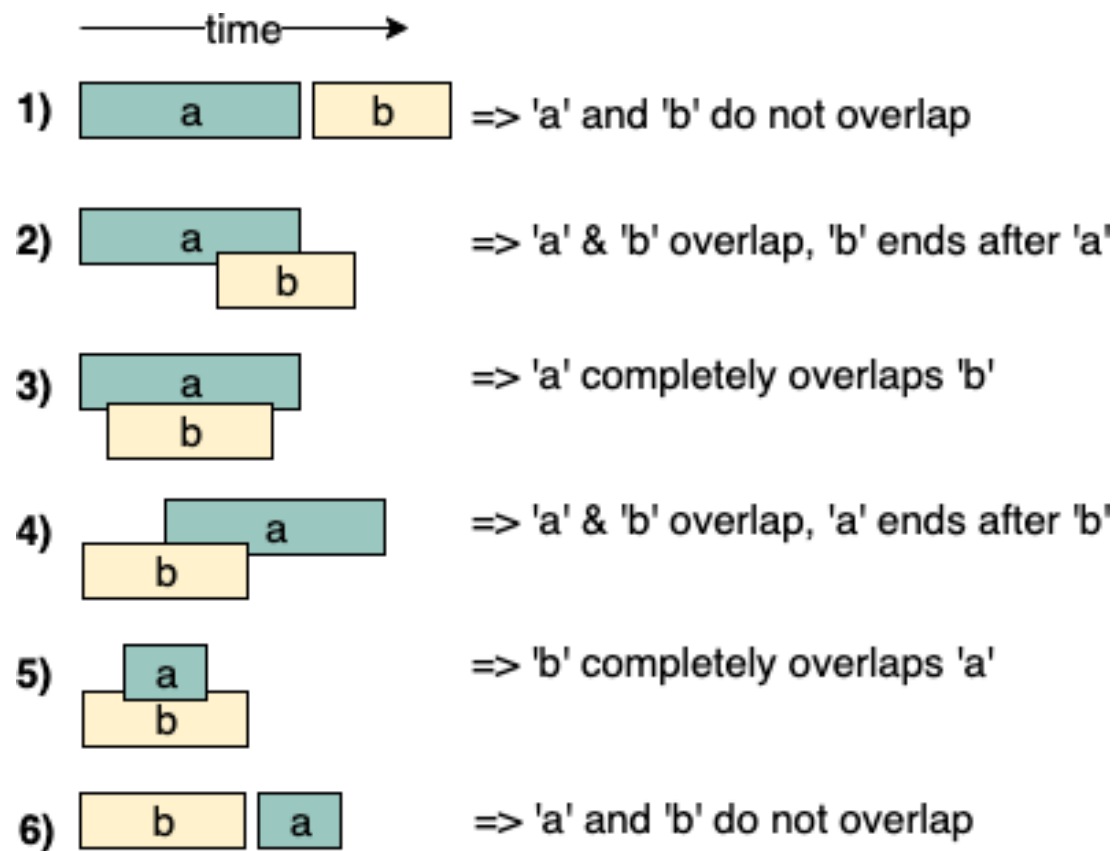 time
1) a b => 'a' and 'b' do not overlap
2) a => 'a' & 'b' overlap, 'b' ends after 'a'
b
3) a => 'a' completely overlaps 'b'
b
4) a => 'a' & 'b' overlap, 'a' ends after 'b'
b
5) a => 'b' completely overlaps 'a'
b
6) b a => 'a' and 'b' do not overlap